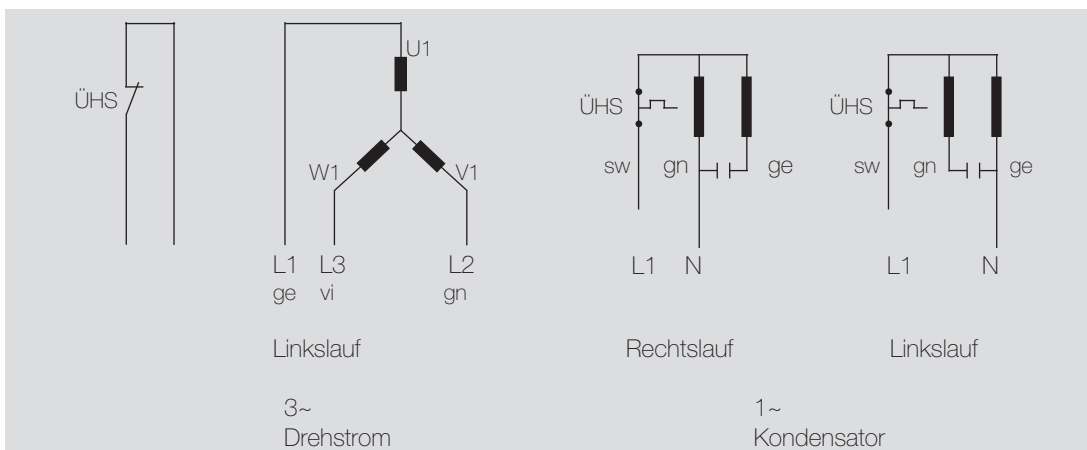 U1
ÜHS
W1
V1
L1
L3
L2
ge
vi
gn
Linkslauf
3~
Drehstrom
ÜHS
sw
gn
ge
L1
N
Rechtslauf
ÜHS
sw
gn
ge
L1
N
Linkslauf
1~
Kondensator